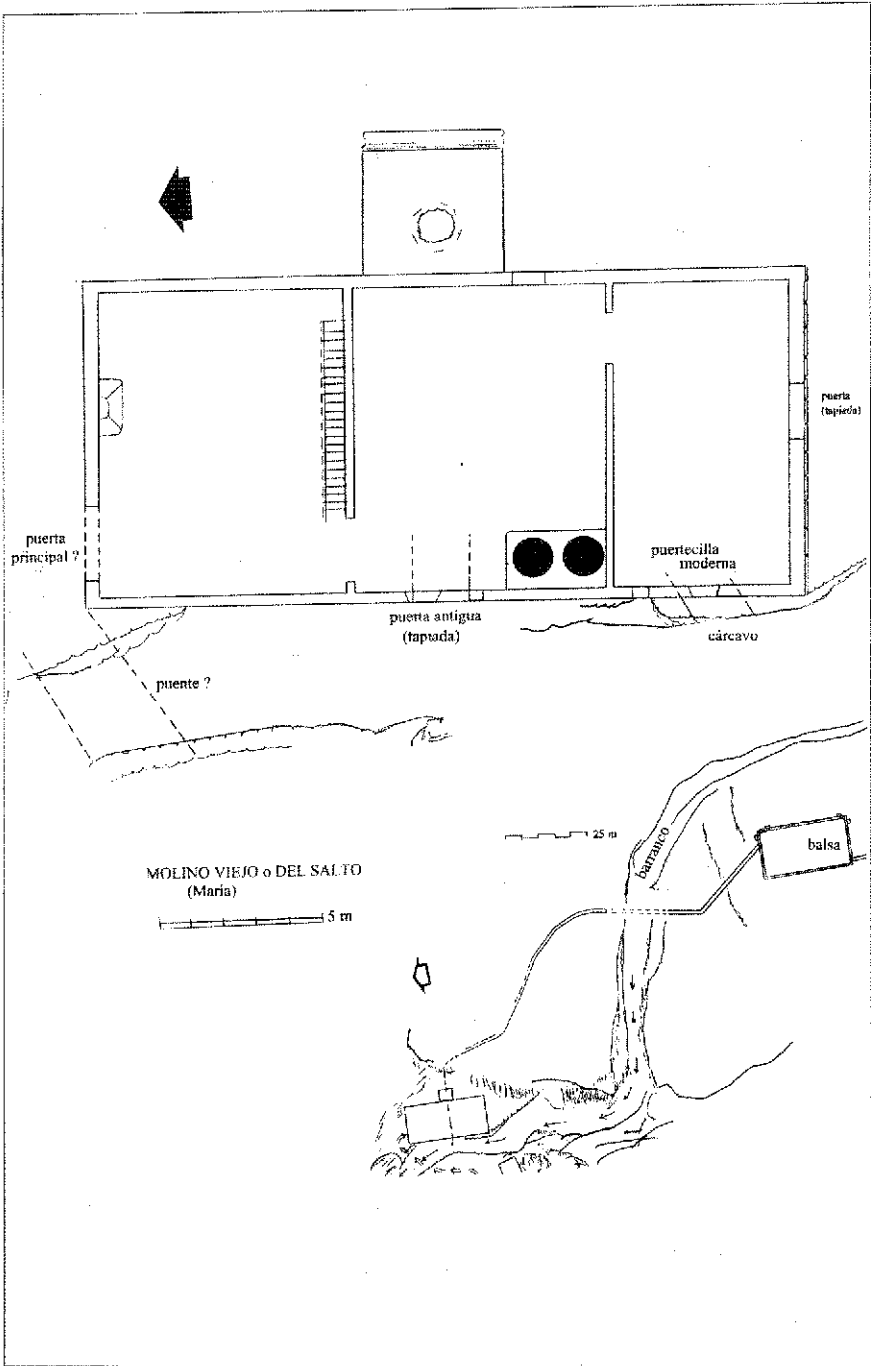 puerta
(tapiada)
puerta
principal ?
puertecilla
moderna
puerta antigua
(tapiada)
cárcavo
puente ?
25 m
barranco
balsa
MOLINO VIEJO o DEL SALTO
(María)
5 m